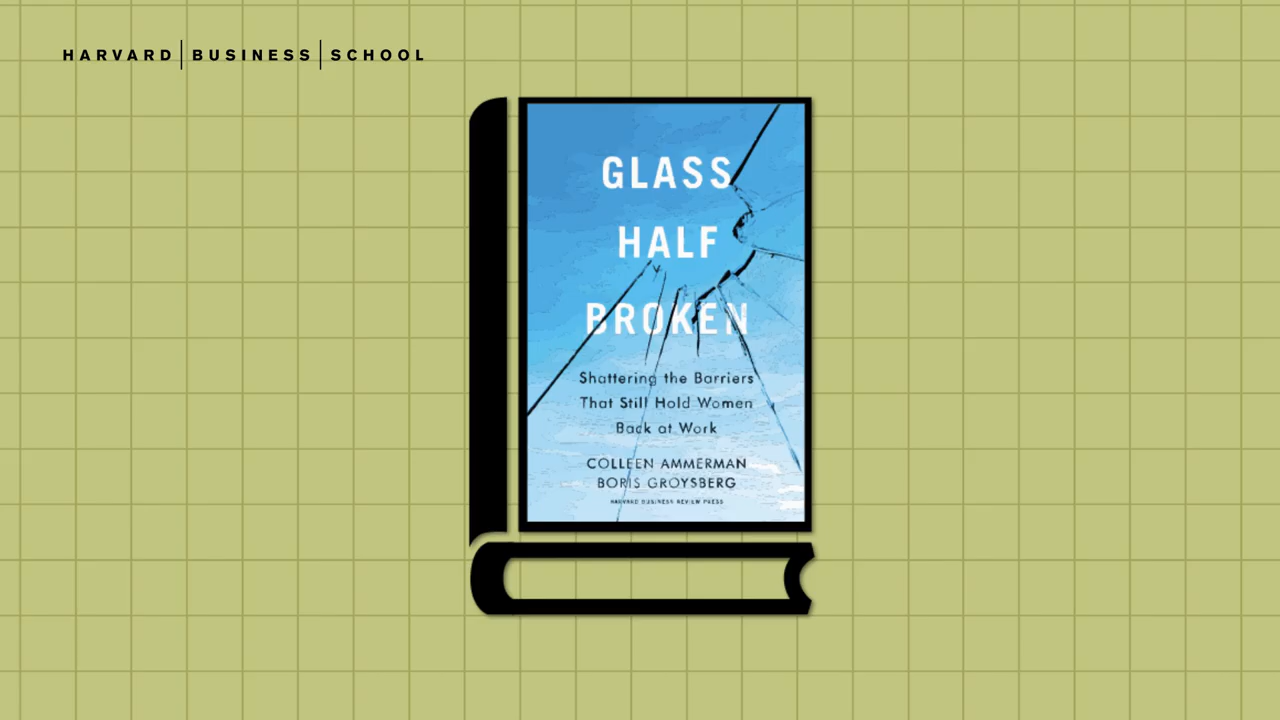 HARVARD | BUSINESS | SCHOOL
GLASS
HALF
BROKEN
Shattering the Barriers
That Still Hold Women
Back at Work
COLLEEN AMMERMAN
BORIS GROYSBERG
HARVARD BUSINESS REVIEW PRESS